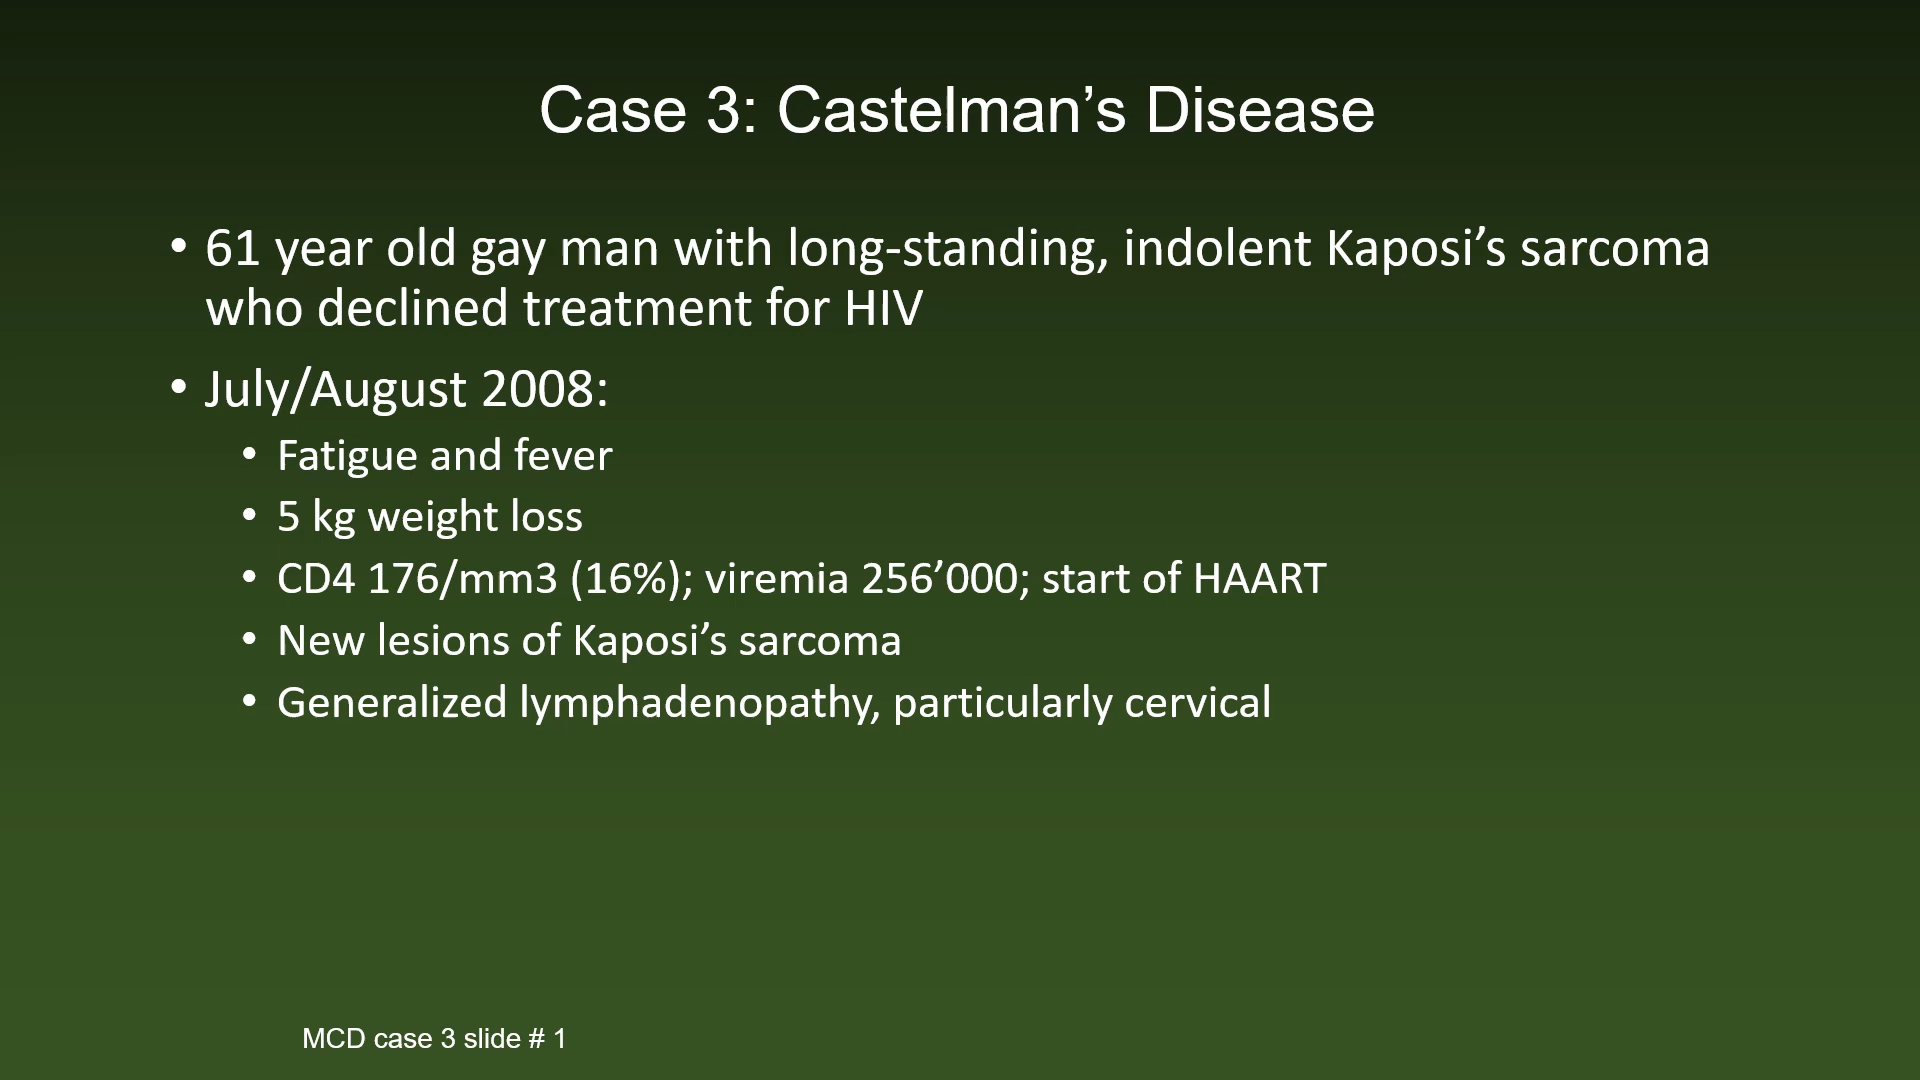 Case 3: Castelman’s Disease
• 61 year old gay man with long-standing, indolent Kaposi’s sarcoma
who declined treatment for HIV
• July/August 2008:
• Fatigue and fever
• 5 kg weight loss
• CD4 176/mm3 (16%); viremia 256’000; start of HAART
• New lesions of Kaposi’s sarcoma
• Generalized lymphadenopathy, particularly cervical
MCD case 3 slide # 1